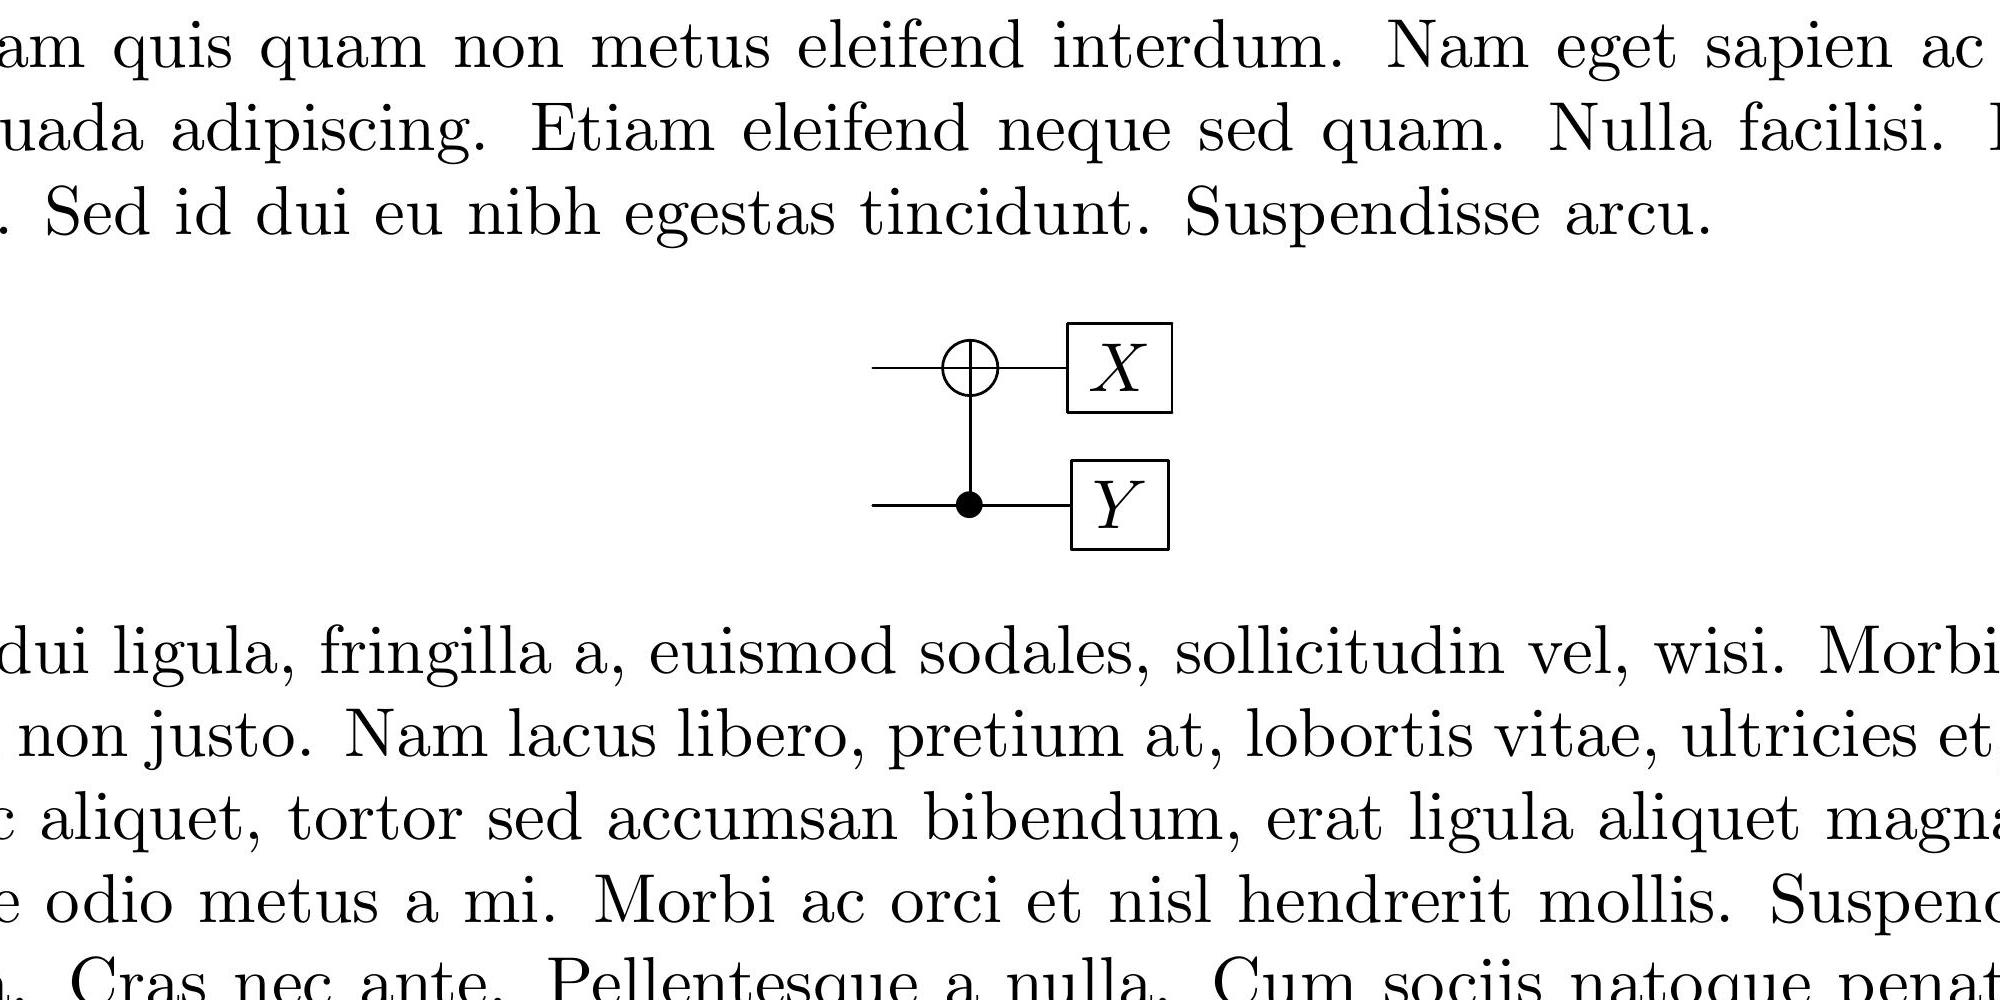 am quis quam non metus eleifend interdum. Nam eget sapien ac
uada adipiscing. Etiam eleifend neque sed quam. Nulla facilisi.
. Sed id dui eu nibh egestas tincidunt. Suspendisse arcu.
X
Y
dui ligula, fringilla a, euismod sodales, sollicitudin vel, wisi. Morbi
non justo. Nam lacus libero, pretium at, lobortis vitae, ultricies et
aliquet, tortor sed accumsan bibendum, erat ligula aliquet magna
e odio metus a mi. Morbi ac orci et nisl hendrerit mollis. Suspend
. Cras nec ante. Pellentesque a nulla. Cum sociis natoque penat